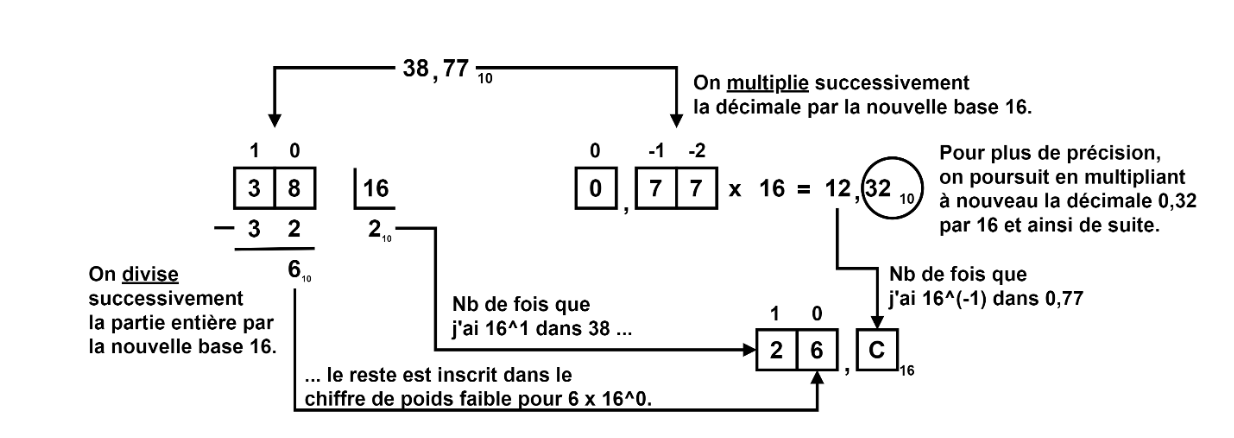 38,77 10
On multiplie successivement
la décimale par la nouvelle base 16.
1 0
3 8 16
- 3 2 2 10
6 10
0 -1 -2
0 , 7 7 x 16 = 12,32 10
Pour plus de précision,
on poursuit en multipliant
à nouveau la décimale 0,32
par 16 et ainsi de suite.
On divise
successivement
la partie entière par
la nouvelle base 16.
Nb de fois que
j'ai 16^1 dans 38 ...
Nb de fois que
j'ai 16^(-1) dans 0,77
1 0
2 6 , C 16
... le reste est inscrit dans le
chiffre de poids faible pour 6 x 16^0.